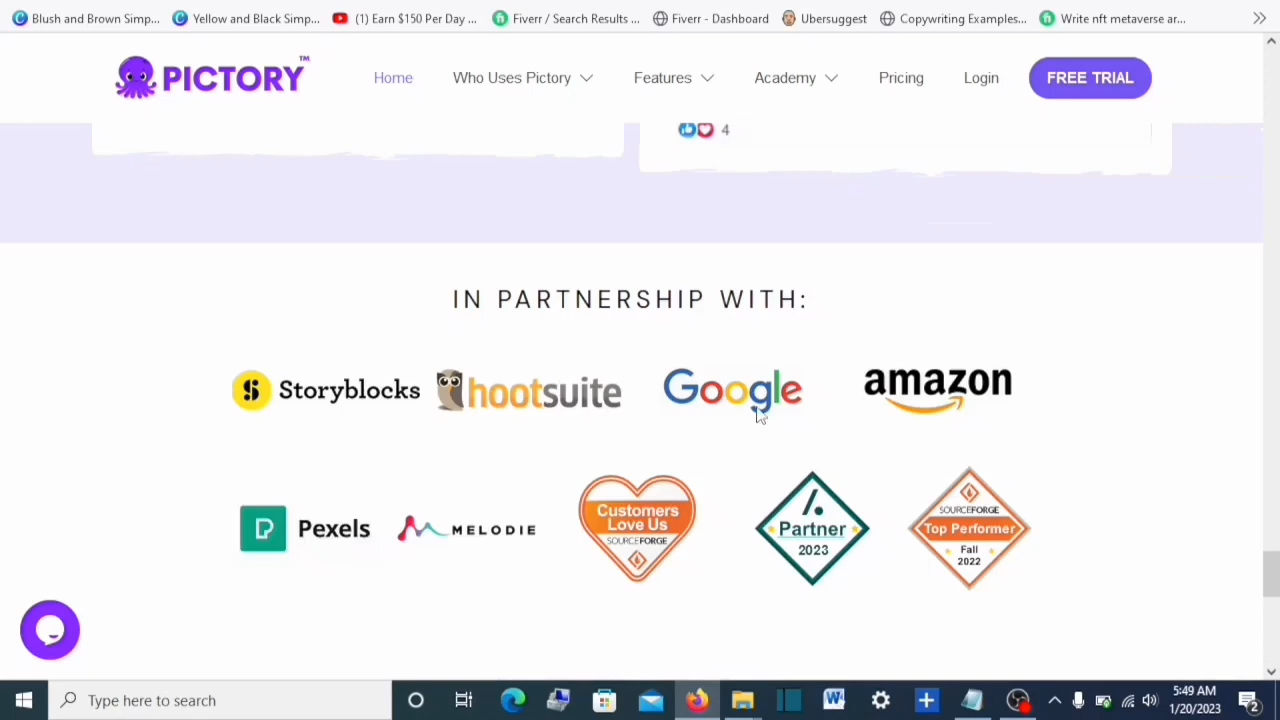 Blush and Brown Simp... Yellow and Black Simp... (1) Earn $150 Per Day ... Fiverr / Search Results ... Fiverr - Dashboard Ubersuggest Copywriting Examples... Write nft metaverse ar...
PICTORY™ Home Who Uses Pictory Features Academy Pricing Login FREE TRIAL
4
IN PARTNERSHIP WITH:
Storyblocks hootsuite Google amazon
Pexels MELODIE
Customers
Love Us
SOURCEFORGE
Partner
2023
SOURCEFORGE
Top Performer
Fall
2022
Type here to search
5:49 AM
1/20/2023
2